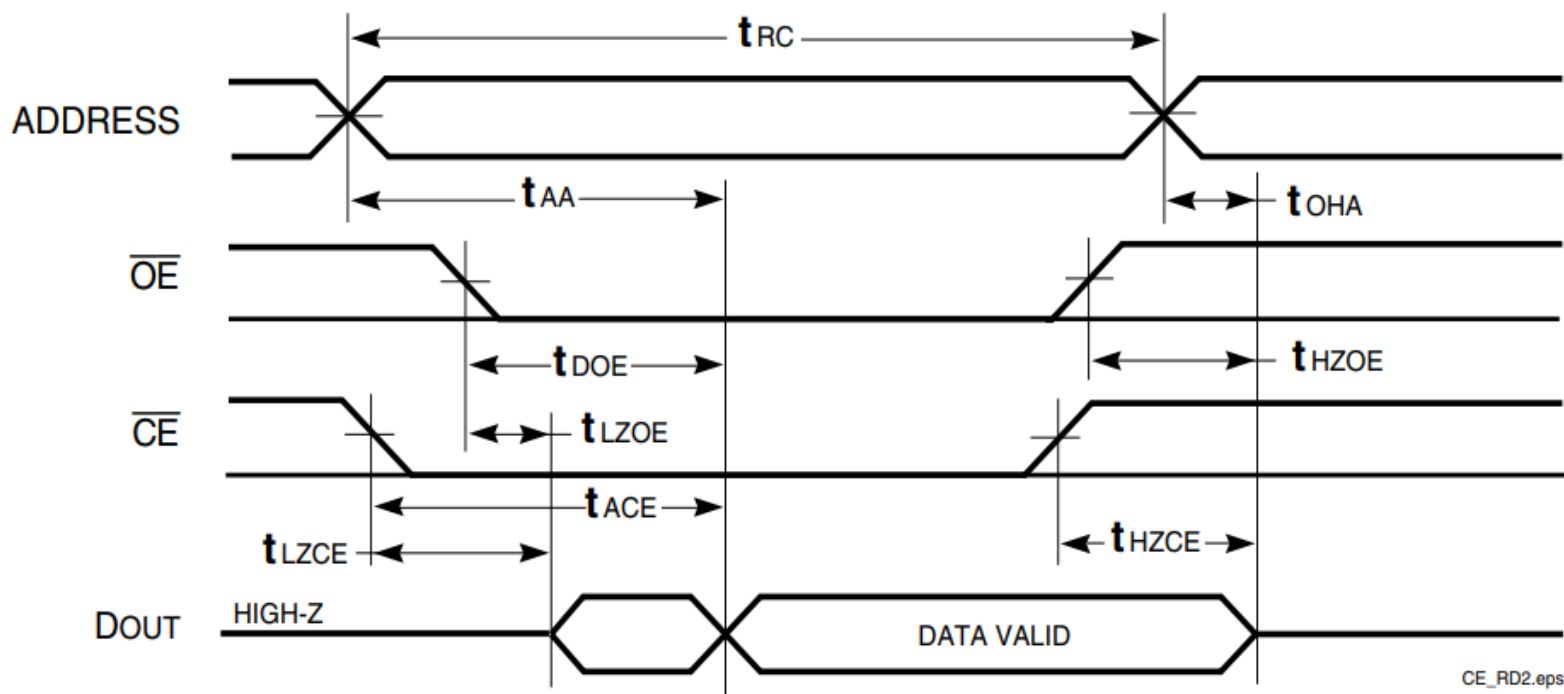 tRC
ADDRESS
tAA
tOHA
OE
tDOE
tHZOE
CE
tLZOE
tACE
tLZCE
tHZCE
DOUT
HIGH-Z
DATA VALID
CE_RD2.eps